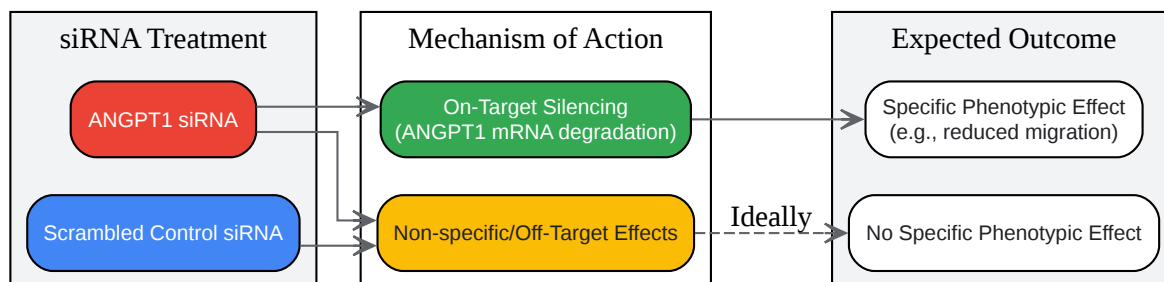 siRNA Treatment
ANGPT1 siRNA
Scrambled Control siRNA
Mechanism of Action
On-Target Silencing
(ANGPT1 mRNA degradation)
Non-specific/Off-Target Effects
Ideally
Expected Outcome
Specific Phenotypic Effect
(e.g., reduced migration)
No Specific Phenotypic Effect